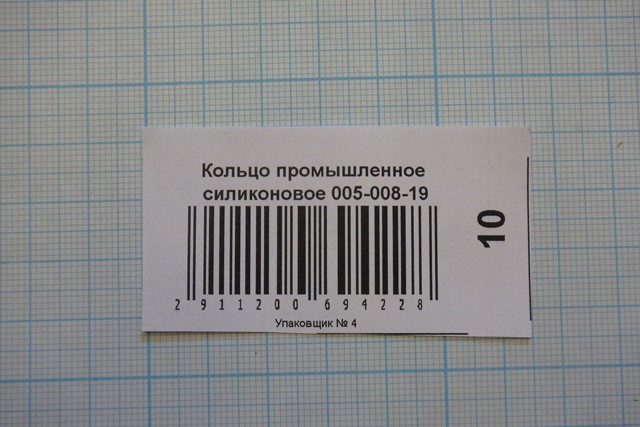 Кольцо промышленное
силиконовое 005-008-19
2 911200 694228
Упаковщик № 4
10